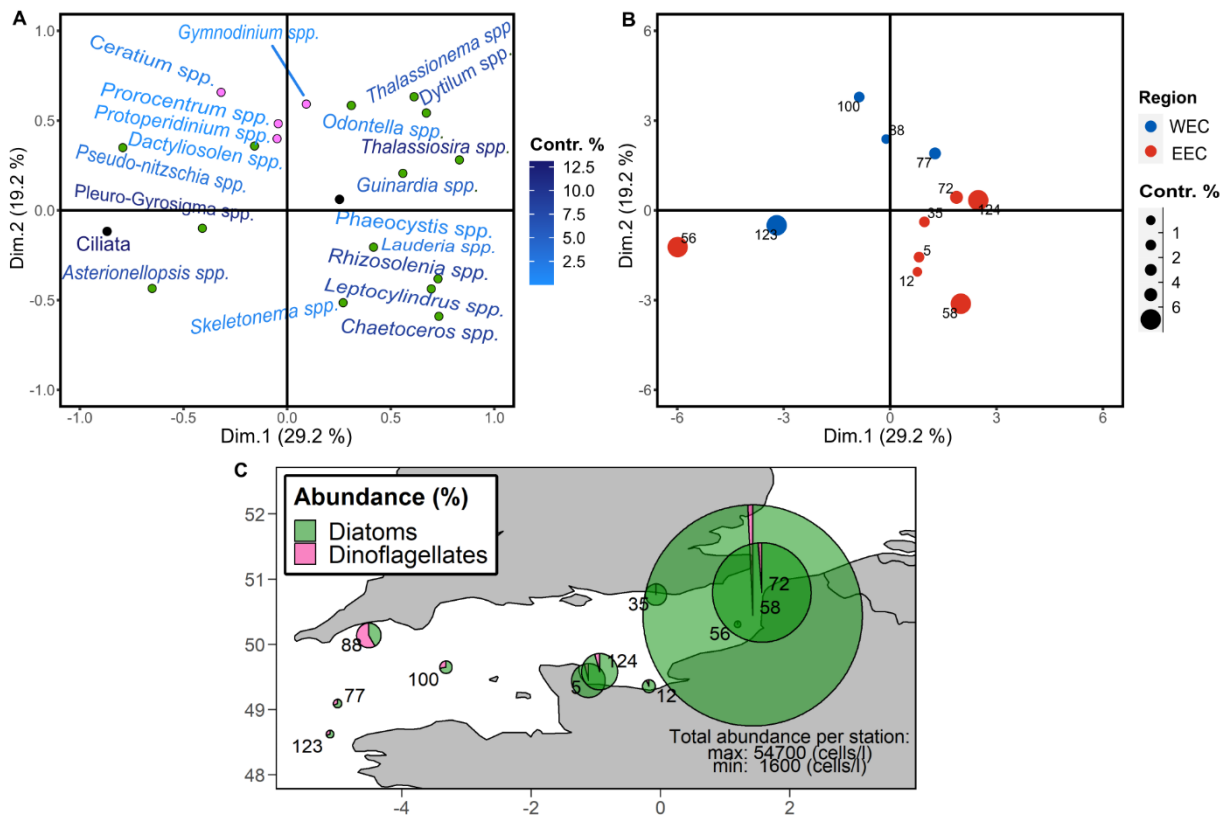 A
1.0
0.5
0.0
-0.5
-1.0
Dim.2 (19.2 %)
Gymnodinium spp.
Ceratium spp.
Thalassionema spp.
Dytilum spp.
Prorocentrum spp.
Protoperidinium spp.
Odontella spp.
Dactyliosolen spp.
Thalassiosira spp.
Pseudo-nitzschia spp.
Guinardia spp.
Pleuro-Gyrosigma spp.
Phaeocystis spp.
Ciliata
Lauderia spp.
Rhizosolenia spp.
Asterionellopsis spp.
Leptocylindrus spp.
Skeletonema spp.
Chaetoceros spp.
-1.0 -0.5 0.0 0.5 1.0
Dim.1 (29.2 %)
Contr. %
12.5
10.0
7.5
5.0
2.5
B
6
3
0
-3
-6
Dim.2 (19.2 %)
100
88
77
72
124
35
123
56
5
12
58
-6 -3 0 3 6
Dim.1 (29.2 %)
Region
WEC
EEC
Contr. %
1
2
4
6
C
52
51
50
49
48
Abundance (%)
Diatoms
Dinoflagellates
72
58
35
56
88
124
100
5
12
77
123
Total abundance per station:
max: 54700 (cells/l)
min: 1600 (cells/l)
-4 -2 0 2